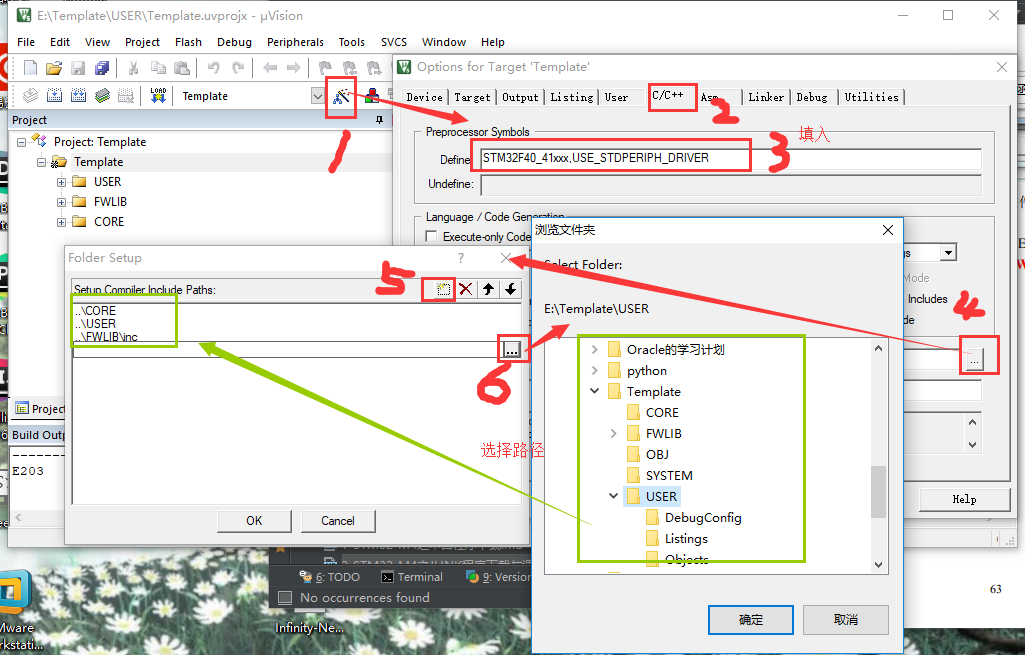 E:\Template\USER\Template.uvprojx - µVision
File Edit View Project Flash Debug Peripherals Tools SVCS Window Help
LOAD
Template
Project
Project: Template
Template
USER
FWLIB
CORE
1
Options for Target 'Template'
Device Target Output Listing User C/C++ Asm Linker Debug Utilities
2
Preprocessor Symbols
填入
Define: STM32F40_41xxx,USE_STDPERIPH_DRIVER
3
Undefine:
Language / Code Generation
Execute-only Code
Mode
Includes
4
...
Help
Folder Setup
?
Setup Compiler Include Paths:
5
..\CORE
..\USER
..\FWLIB\inc
...
6
选择路径
OK Cancel
浏览文件夹
Select Folder:
E:\Template\USER
Oracle的学习计划
python
Template
CORE
FWLIB
OBJ
SYSTEM
USER
DebugConfig
Listings
Objects
确定 取消
Project
Build Outp
E203
6: TODO Terminal 9: Version
No occurrences found
Infinity-Ne...
63